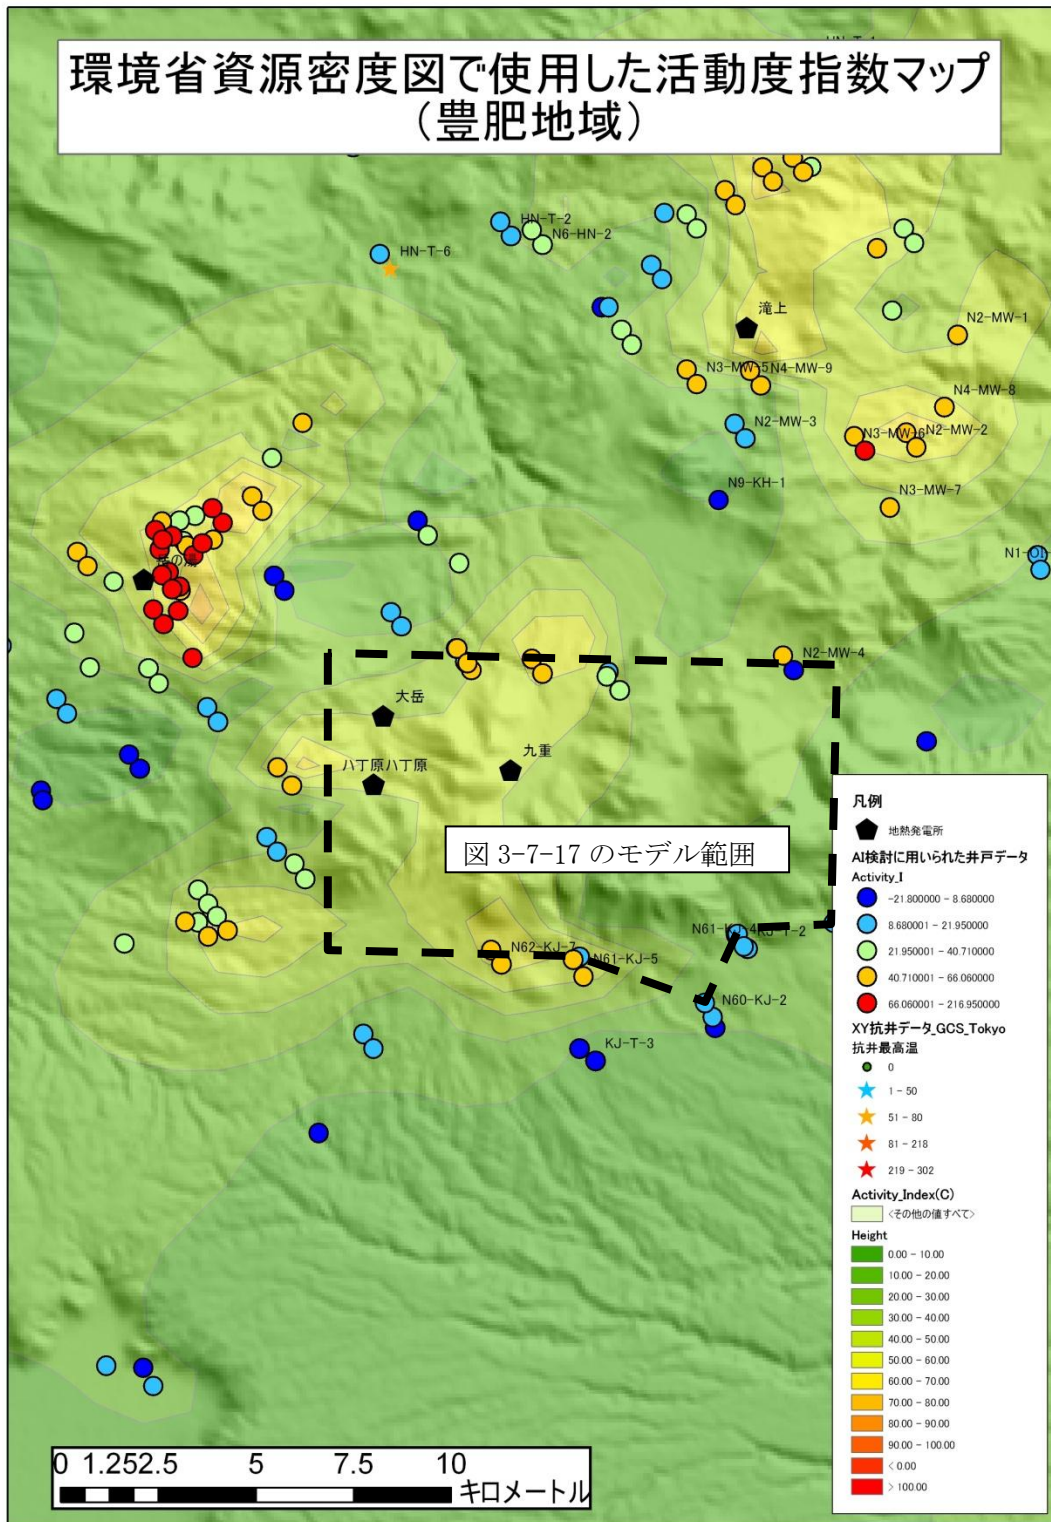 環境省資源密度図で使用した活動度指数マップ
（豊肥地域）
HN-T-2
N6-HN-2
HN-T-6
滝上
N2-MW-1
N3-MW-5
N4-MW-9
N4-MW-8
N2-MW-3
N3-MW-6
N2-MW-2
N9-KH-1
N3-MW-7
N2-MW-4
大岳
九重
八丁原八丁原
図 3-7-17 のモデル範囲
N61-KJ-4
KJ-T-2
N62-KJ-7
N61-KJ-5
N60-KJ-2
KJ-T-3
凡例
地熱発電所
AI検討に用いられた井戸データ
Activity_I
-21.800000 - 8.680000
8.680001 - 21.950000
21.950001 - 40.710000
40.710001 - 66.060000
66.060001 - 216.950000
XY抗井データ_GCS_Tokyo
抗井最高温
0
1 - 50
51 - 80
81 - 218
219 - 302
Activity_Index(C)
<その他の値すべて>
Height
0.00 - 10.00
10.00 - 20.00
20.00 - 30.00
30.00 - 40.00
40.00 - 50.00
50.00 - 60.00
60.00 - 70.00
70.00 - 80.00
80.00 - 90.00
90.00 - 100.00
< 0.00
> 100.00
0 1.25 2.5 5 7.5 10
キロメートル